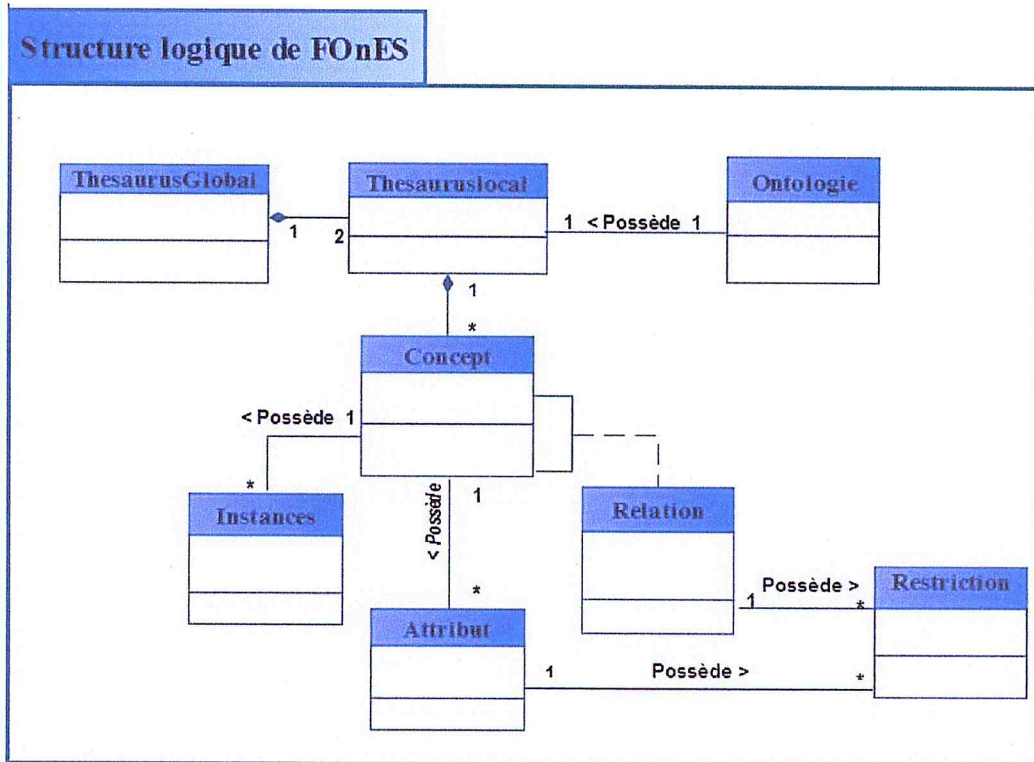 Structure logique de FOnES
ThesaurusGlobal
Thesauruslocal
Ontologie
1
2
1 < Possède 1
1
*
Concept
< Possède 1
*
Instances
< Possède
1
*
Relation
Possède >
1
*
Restriction
Attribut
1
Possède >
*